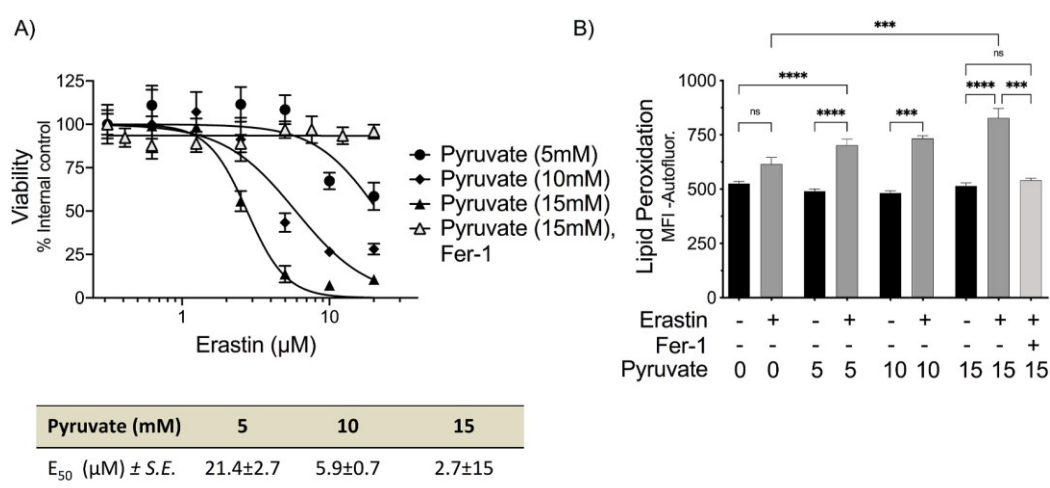 A)
125
100
75
50
25
0
Viability
% Internal control
1
10
Erastin (μM)
Pyruvate (5mM)
Pyruvate (10mM)
Pyruvate (15mM)
Pyruvate (15mM),
Fer-1
B)
***
ns
****
**** ***
ns
****
***
1000
750
500
250
0
Lipid Peroxidation
MFI -Autofluor.
Erastin - + - + - + - + +
Fer-1 - - - - - - - - +
Pyruvate 0 0 5 5 10 10 15 15 15
Pyruvate (mM) 5 10 15
E50 (μM) ± S.E. 21.4±2.7 5.9±0.7 2.7±15